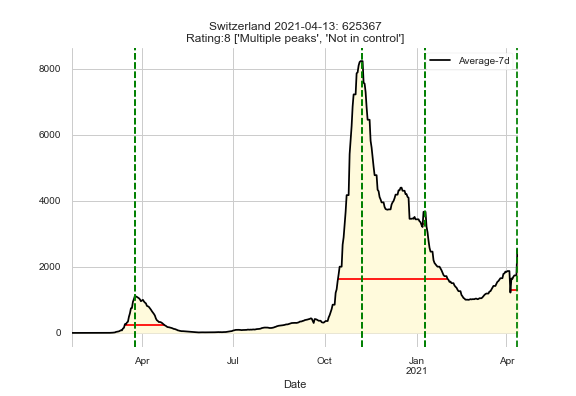 Switzerland 2021-04-13: 625367
Rating:8 ['Multiple peaks', 'Not in control']
Average-7d
8000
6000
4000
2000
0
Apr
Jul
Oct
Jan
2021
Apr
Date